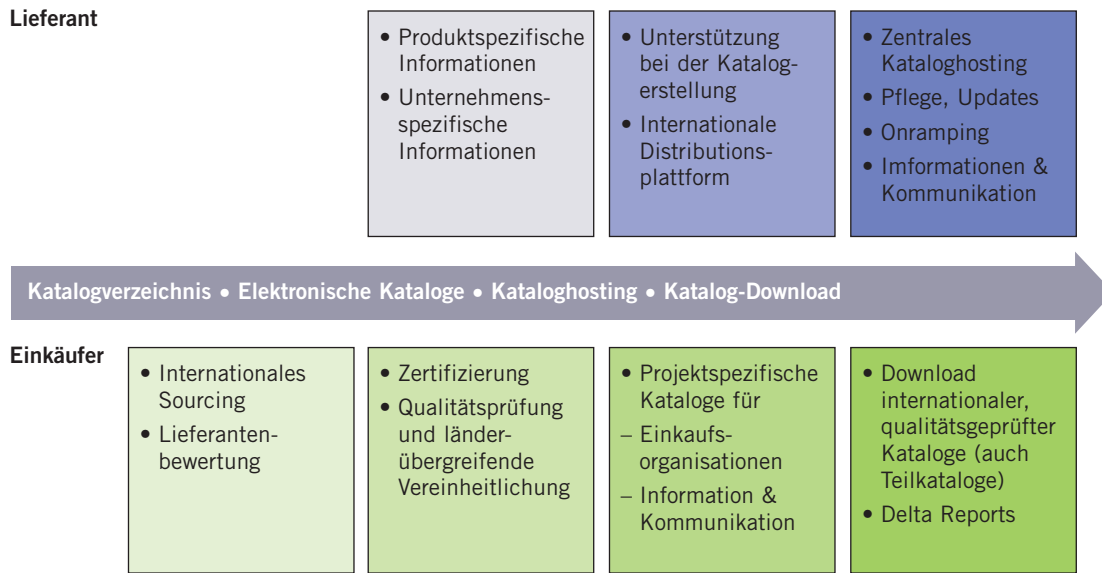 Lieferant
• Produktspezifische
Informationen
• Unternehmens-
spezifische
Informationen
• Unterstützung
bei der Katalog-
erstellung
• Internationale
Distributions-
plattform
• Zentrales
Kataloghosting
• Pflege, Updates
• Onramping
• Imformationen &
Kommunikation
Katalogverzeichnis • Elektronische Kataloge • Kataloghosting • Katalog-Download
Einkäufer
• Internationales
Sourcing
• Lieferanten-
bewertung
• Zertifizierung
• Qualitätsprüfung
und länder-
übergreifende
Vereinheitlichung
• Projektspezifische
Kataloge für
– Einkaufs-
organisationen
– Information &
Kommunikation
• Download
internationaler,
qualitätsgeprüfter
Kataloge (auch
Teilkataloge)
• Delta Reports